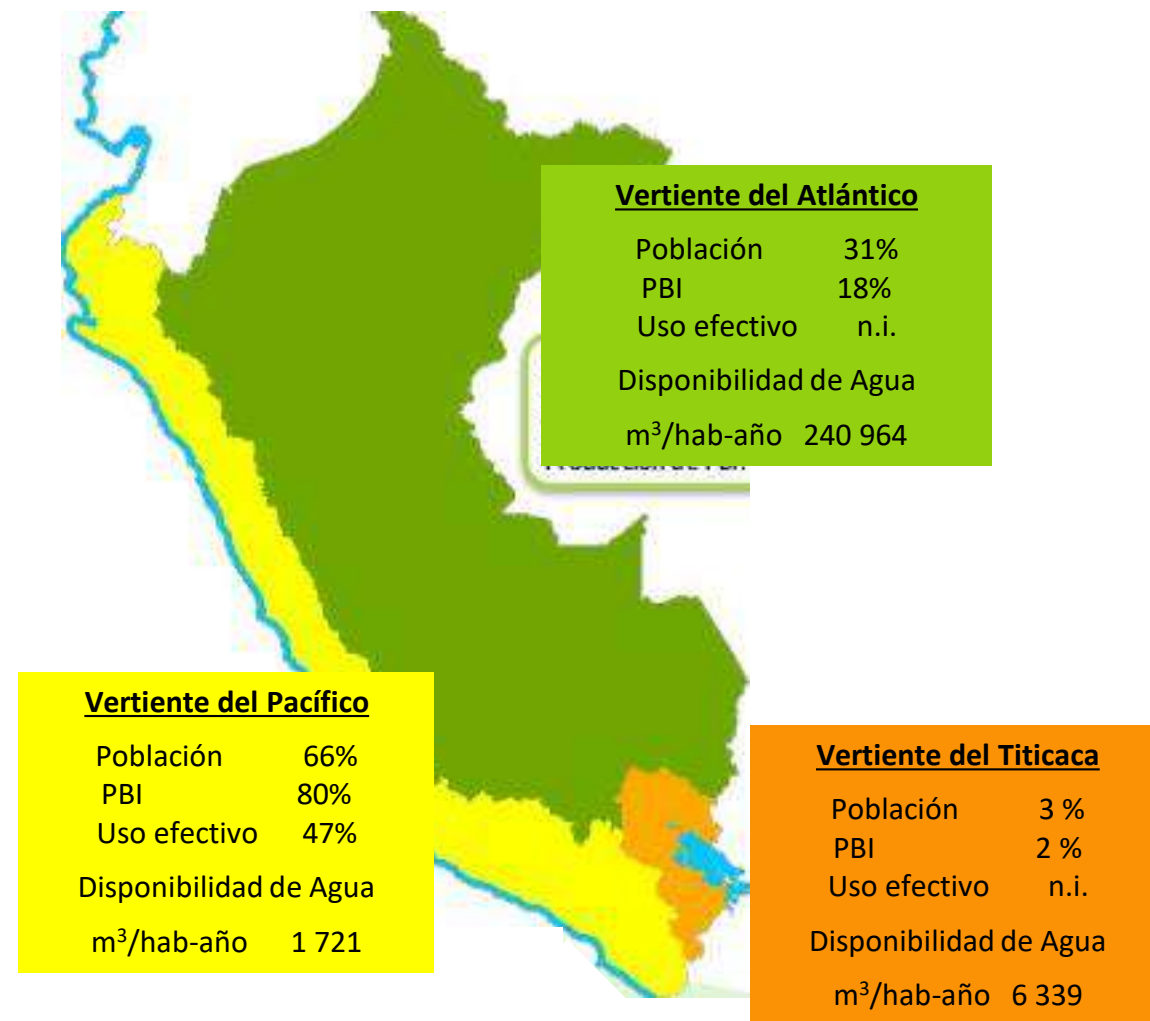 Vertiente del Atlántico
Población 31%
PBI 18%
Uso efectivo n.i.
Disponibilidad de Agua
m³/hab-año 240 964
Vertiente del Pacífico
Población 66%
PBI 80%
Uso efectivo 47%
Disponibilidad de Agua
m³/hab-año 1 721
Vertiente del Titicaca
Población 3 %
PBI 2 %
Uso efectivo n.i.
Disponibilidad de Agua
m³/hab-año 6 339